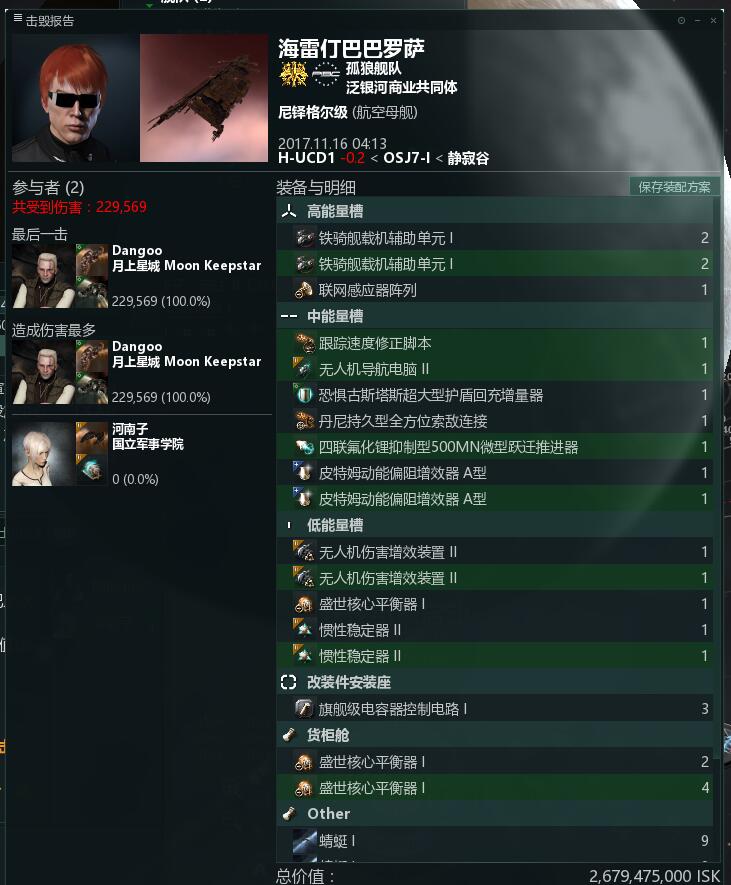 击毁报告
海雷仃巴巴罗萨
孤狼舰队
泛银河商业共同体
尼铎格尔级 (航空母舰)
2017.11.16 04:13
H-UCD1 -0.2 < OSJ7-I < 静寂谷
参与者 (2)
共受到伤害：229,569
最后一击
Dangoo
月上星城 Moon Keepstar
229,569 (100.0%)
造成伤害最多
Dangoo
月上星城 Moon Keepstar
229,569 (100.0%)
河南子
国立军事学院
0 (0.0%)
装备与明细
保存装配方案
高能量槽
铁骑舰载机辅助单元 I 2
铁骑舰载机辅助单元 I 2
联网感应器阵列 1
中能量槽
跟踪速度修正脚本 1
无人机导航电脑 II 1
恐惧古斯塔斯超大型护盾回充增量器 1
丹尼持久型全方位索敌连接 1
四联氟化锂抑制型500MN微型跃迁推进器 1
皮特姆动能偏阻增效器 A型 1
皮特姆动能偏阻增效器 A型 1
低能量槽
无人机伤害增效装置 II 1
无人机伤害增效装置 II 1
盛世核心平衡器 I 1
惯性稳定器 II 1
惯性稳定器 II 1
改装件安装座
旗舰级电容器控制电路 I 3
货柜舱
盛世核心平衡器 I 2
盛世核心平衡器 I 4
Other
蜻蜓 I 9
总价值： 2,679,475,000 ISK